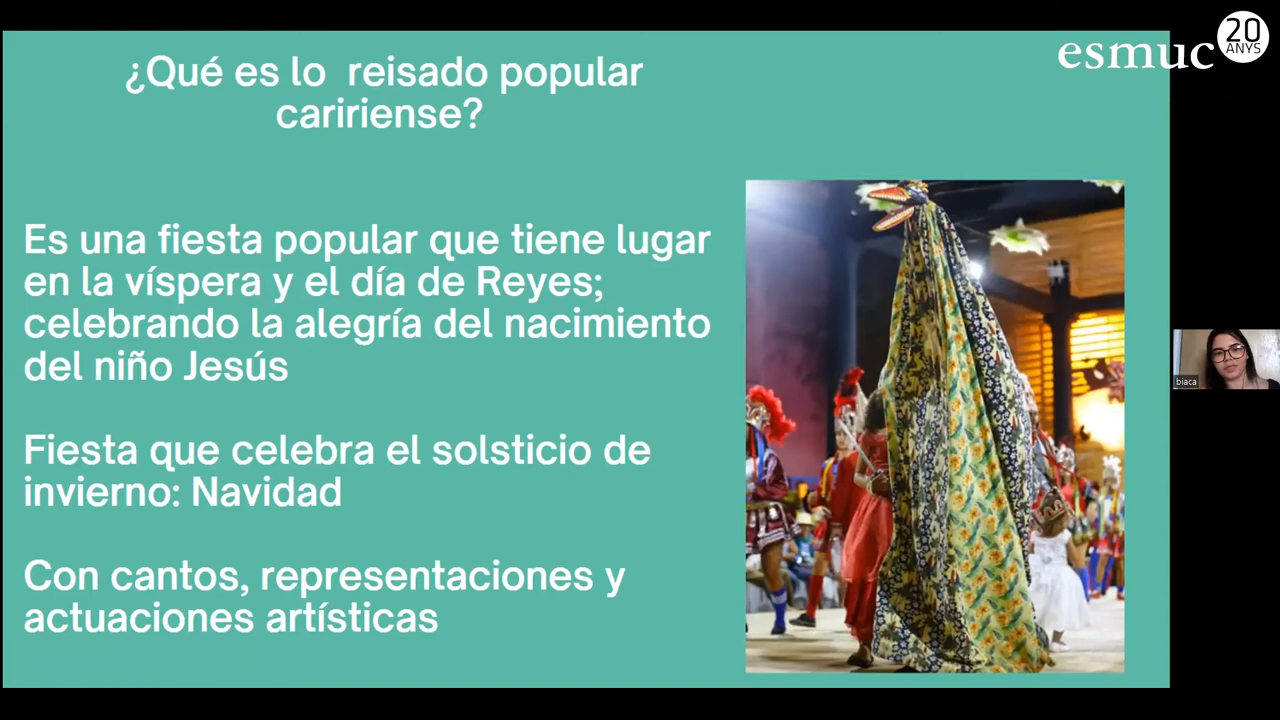 ¿Qué es lo  reisado popular
caririense?
Es una fiesta popular que tiene lugar
en la víspera y el día de Reyes;
celebrando la alegría del nacimiento
del niño Jesús
Fiesta que celebra el solsticio de
invierno: Navidad
Con cantos, representaciones y
actuaciones artísticas
esmuc
20
ANYS
biaca